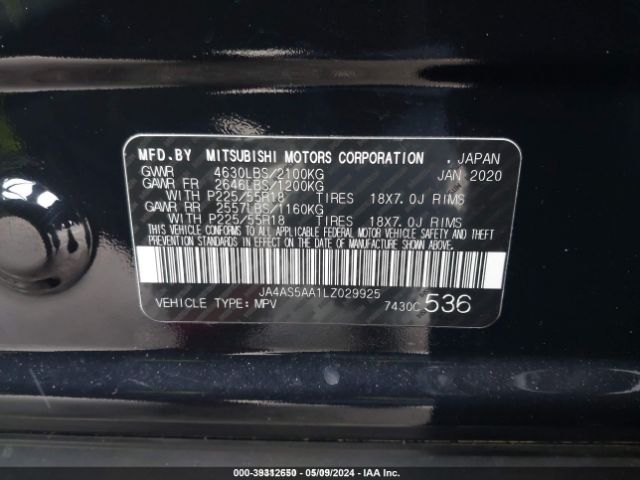 MFD.BY MITSUBISHI MOTORS CORPORATION , JAPAN
GVWR 4630LBS/2100KG JAN 2020
GAWR FR 2646LBS/1200KG
WITH P225/55R18 TIRES 18X7.0J RIMS
GAWR RR 2557LBS/1160KG
WITH P225/55R18 TIRES 18X7.0J RIMS
THIS VEHICLE CONFORMS TO ALL APPLICABLE FEDERAL MOTOR VEHICLE SAFETY AND
THEFT PREVENTION STANDARDS IN EFFECT ON THE DATE OF MANUFACTURE SHOWN ABOVE.
JA4AS5AA1LZ029925
VEHICLE TYPE: MPV 7430C 536
000-39312650 - 05/09/2024 - IAA Inc.